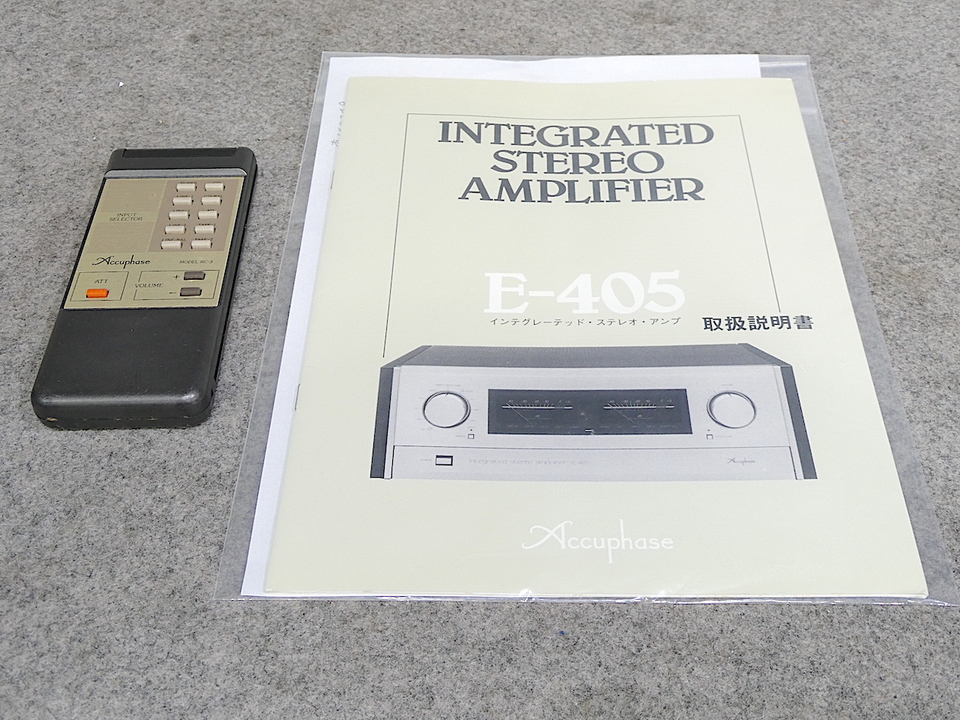 INPUT
SELECTOR
Accuphase
ATT
VOLUME
+
−
INTEGRATED
STEREO
AMPLIFIER
E-405
インテグレーテッド・ステレオ・アンプ
取扱説明書
Accuphase
Accuphase